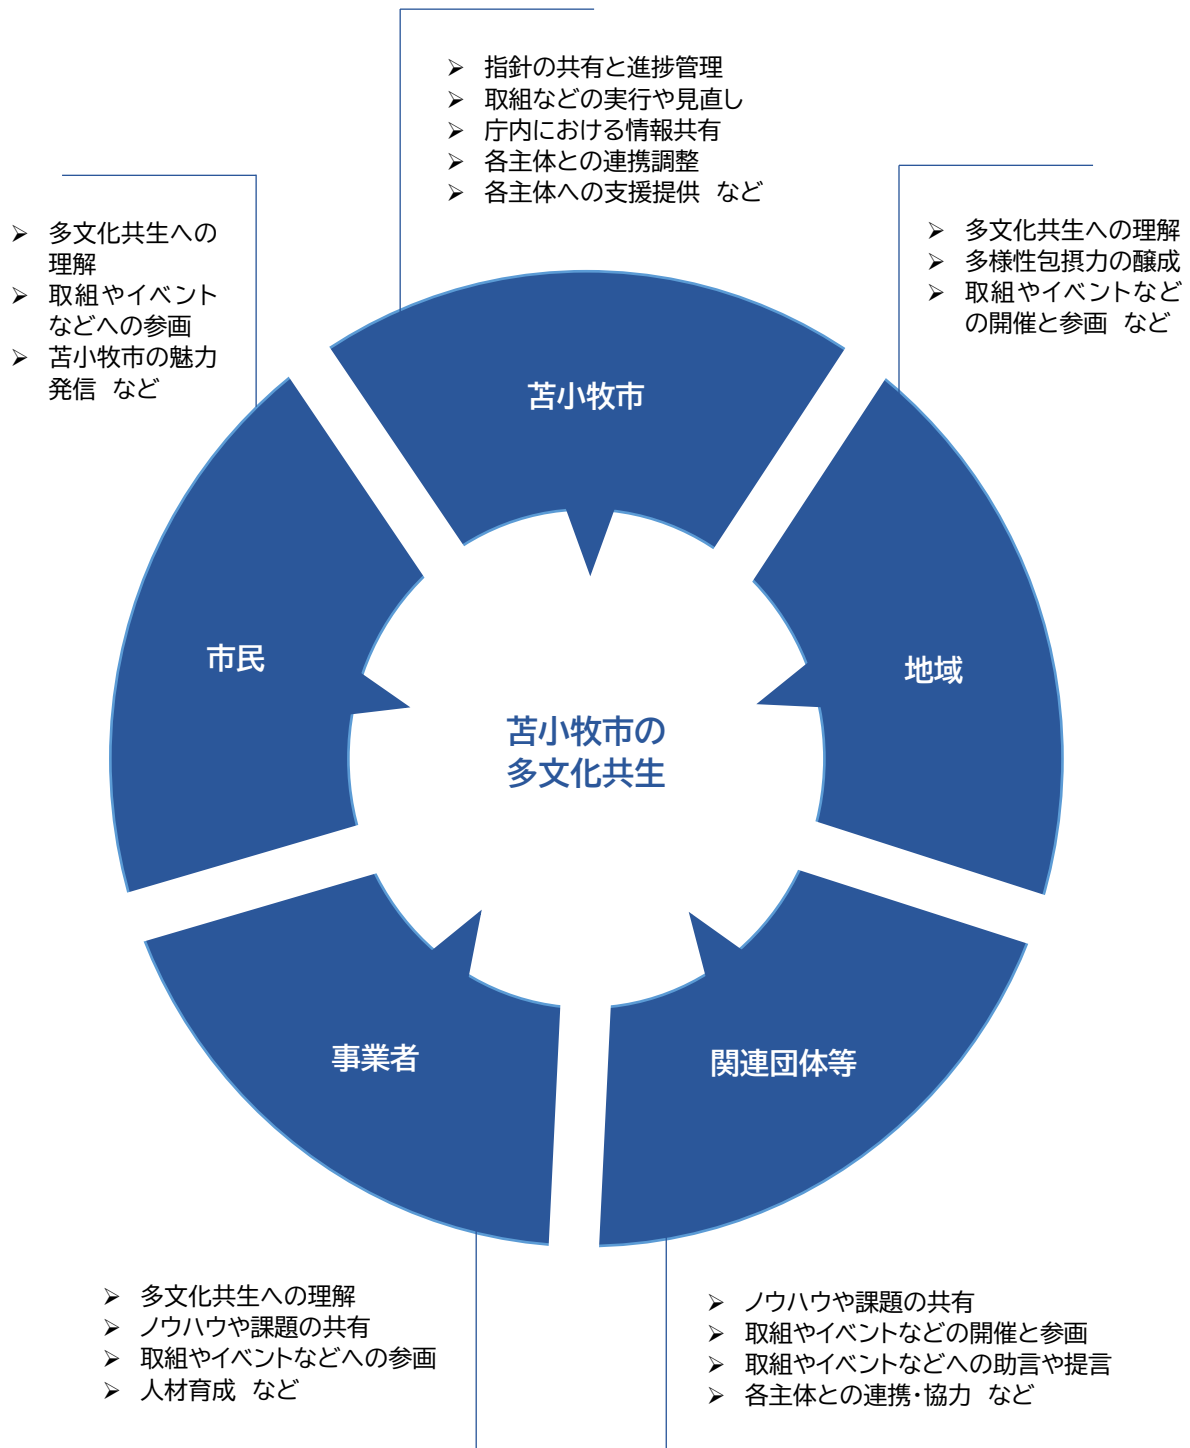 ➢ 指針の共有と進捗管理
➢ 取組などの実行や見直し
➢ 庁内における情報共有
➢ 各主体との連携調整
➢ 各主体への支援提供 など
➢ 多文化共生への
理解
➢ 取組やイベント
などへの参画
➢ 苫小牧市の魅力
発信 など
➢ 多文化共生への理解
➢ 多様性包摂力の醸成
➢ 取組やイベントなど
の開催と参画 など
苫小牧市
市民
地域
苫小牧市の
多文化共生
事業者
関連団体等
➢ 多文化共生への理解
➢ ノウハウや課題の共有
➢ 取組やイベントなどへの参画
➢ 人材育成 など
➢ ノウハウや課題の共有
➢ 取組やイベントなどの開催と参画
➢ 取組やイベントなどへの助言や提言
➢ 各主体との連携・協力 など